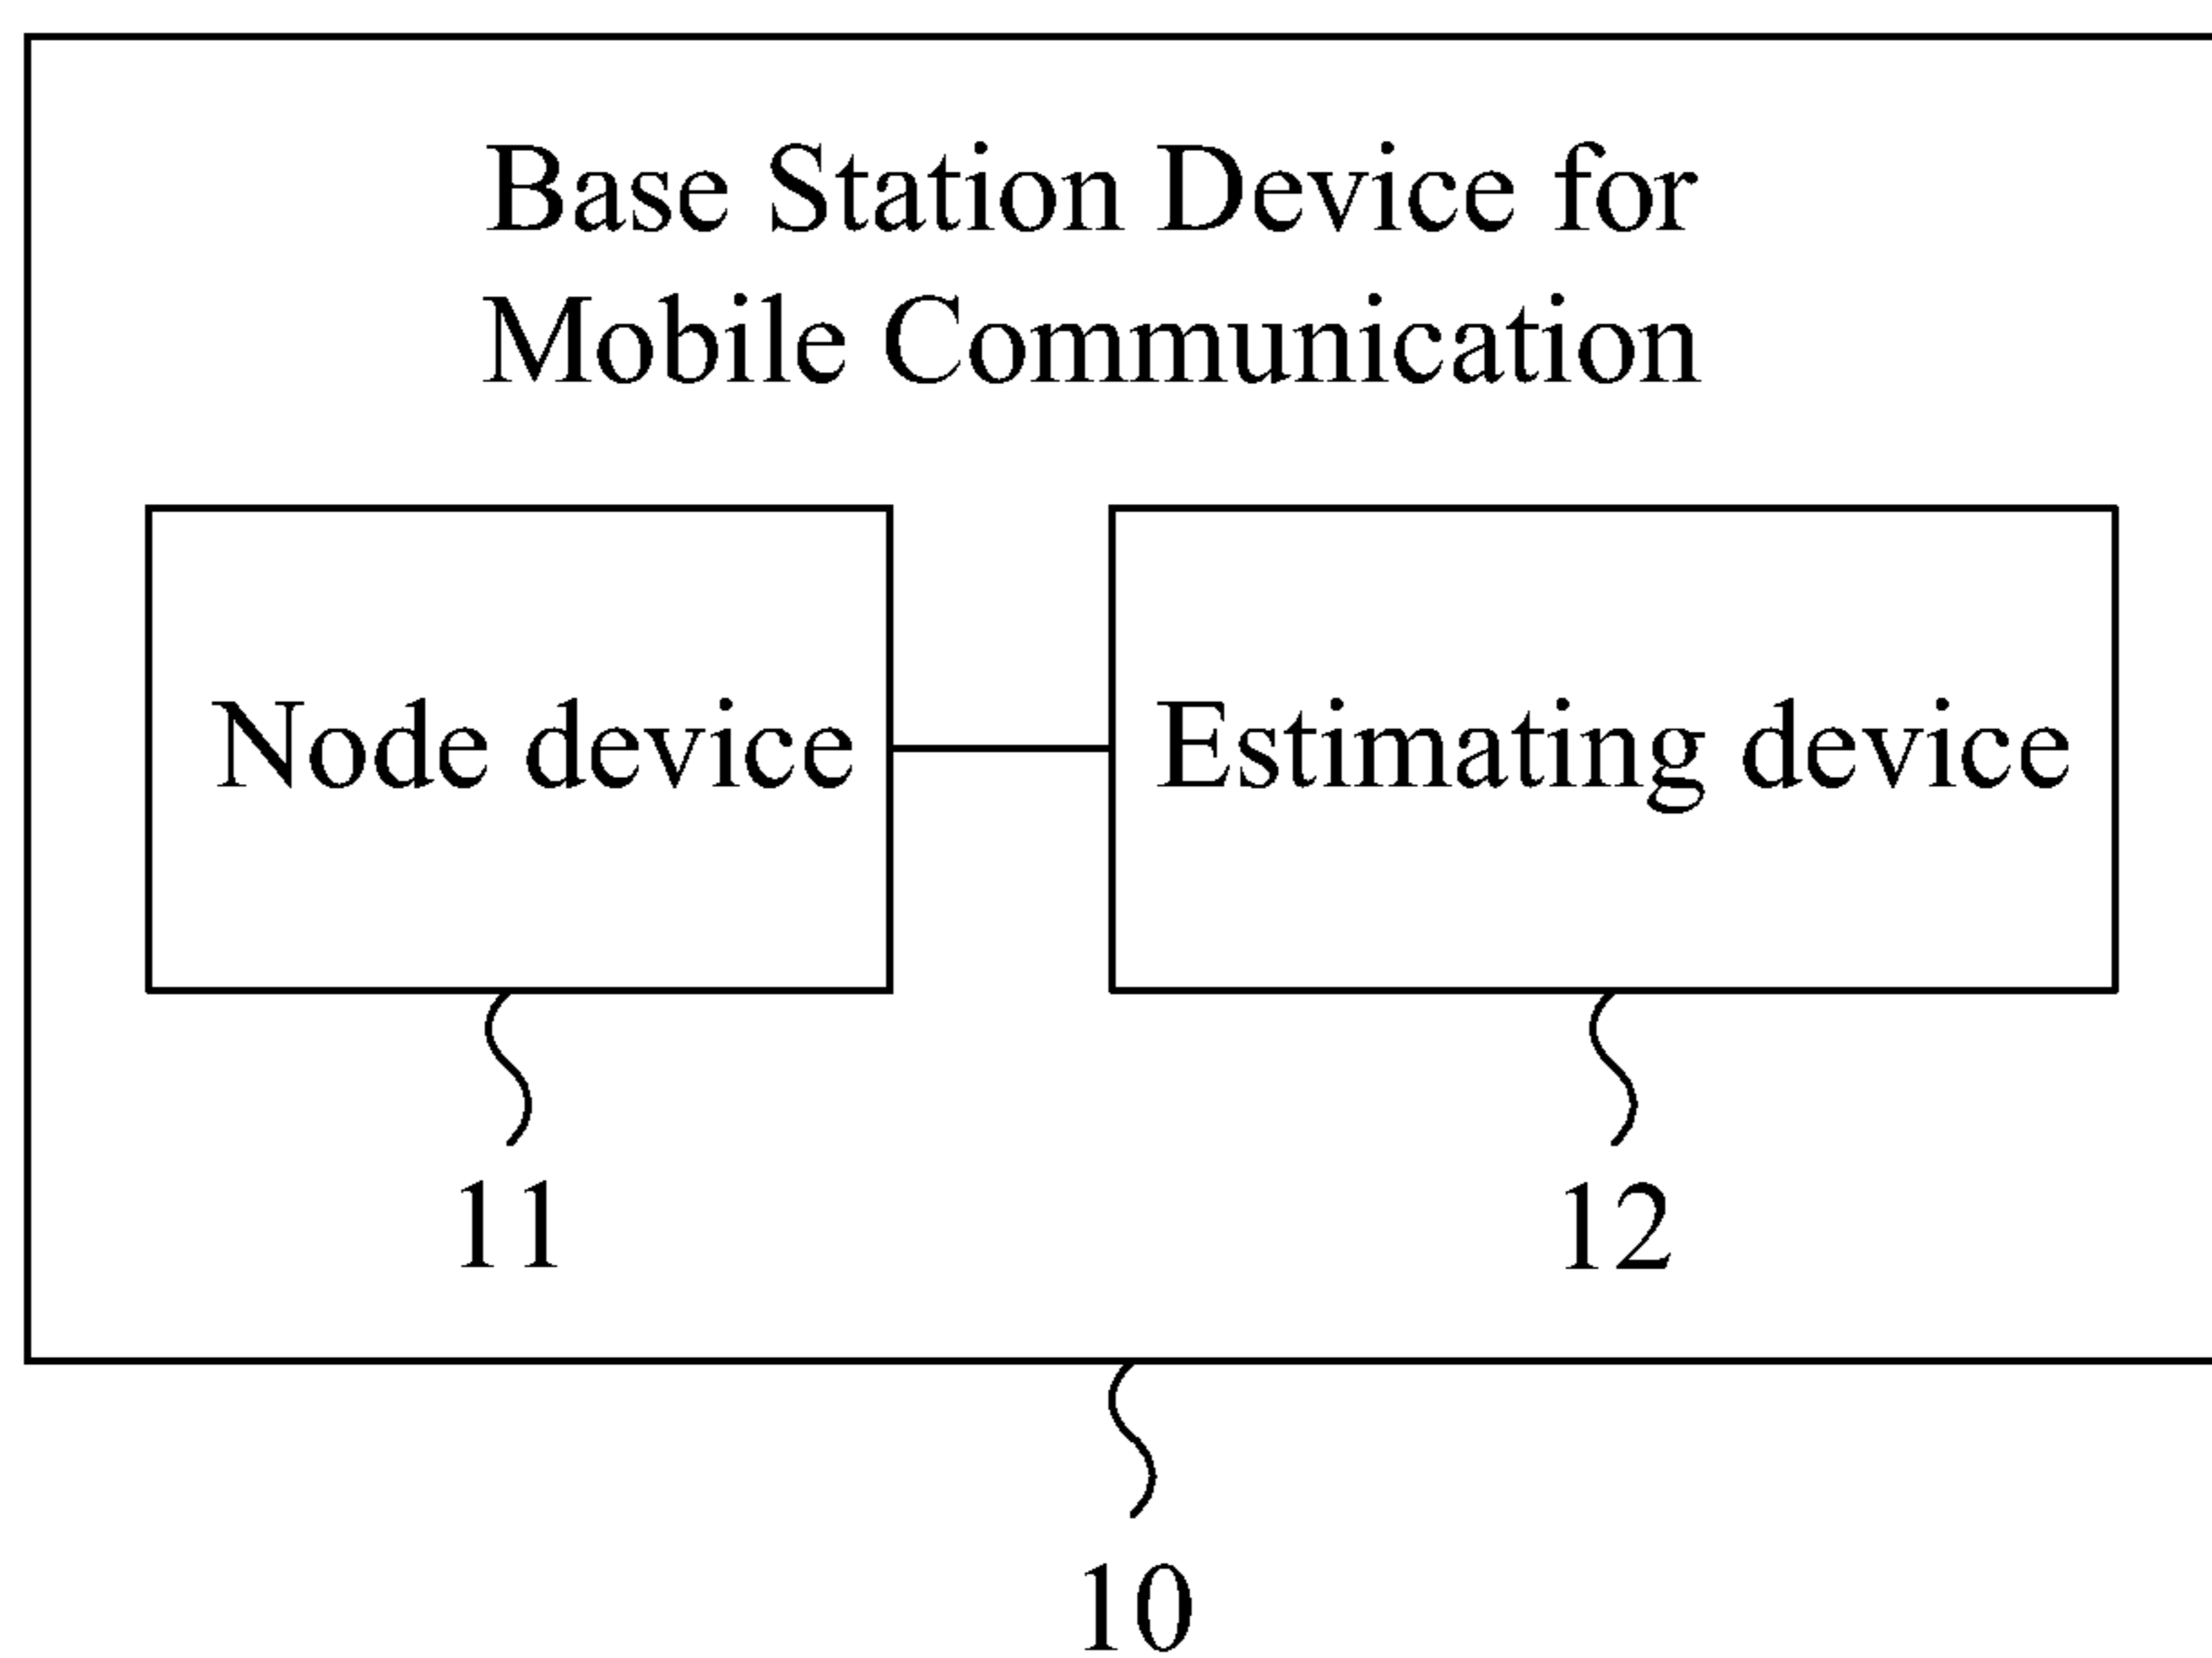 Base Station Device for
Mobile Communication
Node device
Estimating device
11
12
10